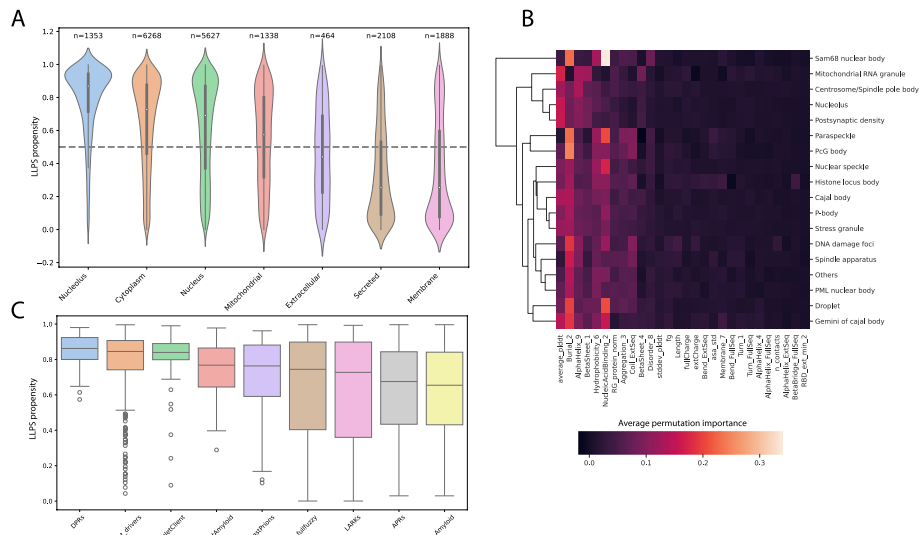 A
n=1353 n=6268 n=5627 n=1338 n=464 n=2108 n=1888
LLPS propensity
1.2
1.0
0.8
0.6
0.4
0.2
0.0
−0.2
Nucleolus
Cytoplasm
Nucleus
Mitochondrial
Extracellular
Secreted
Membrane
B
Sam68 nuclear body
Mitochondrial RNA granule
Centrosome/Spindle pole body
Nucleolus
Postsynaptic density
Paraspeckle
PcG body
Nuclear speckle
Histone locus body
Cajal body
P-body
Stress granule
DNA damage foci
Spindle apparatus
Others
PML nuclear body
Droplet
Gemini of cajal body
average_plddt
Burial_2
AlphaHelix_9
BetaSheet_1
Hydrophobicity_6
NucleicAcidBinding_2
RG_protein_norm
Aggregation_3
Coil_ExtSeq
BetaSheet_4
Disorder_8
stddev_plddt
fg
Length
fullCharge
extCharge
Bend_ExtSeq
asa_std
Membrane_7
Bend_FullSeq
Turn_1
Turn_FullSeq
AlphaHelix_4
AlphaHelix_FullSeq
n_contacts
AlphaHelix_ExtSeq
BetaBridge_FullSeq
RBD_ext_min_2
Average permutation importance
0.0 0.1 0.2 0.3
C
LLPS propensity
1.0
0.8
0.6
0.4
0.2
0.0
DPRs
_drivers
letClient
Amyloid
stPrions
fullfuzzy
LARKs
APRs
Amyloid